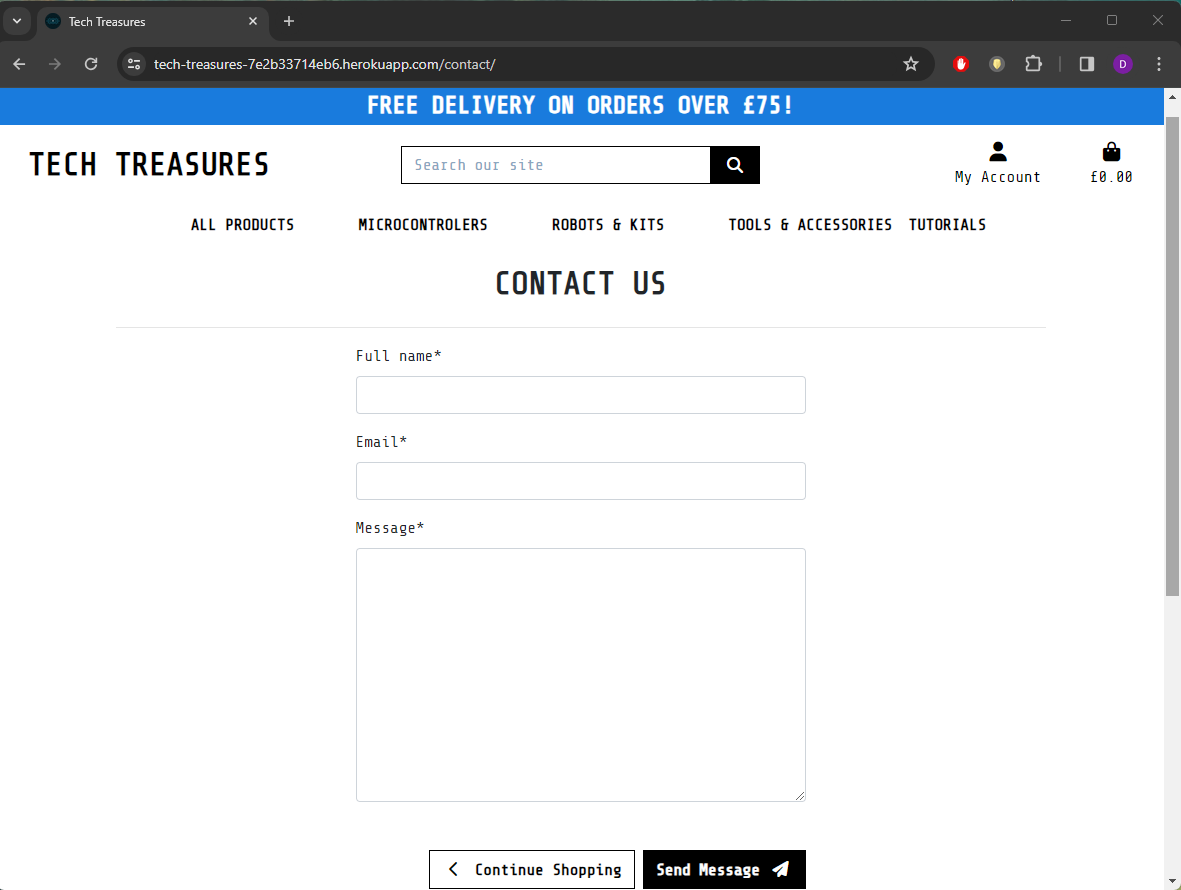 Tech Treasures
tech-treasures-7e2b33714eb6.herokuapp.com/contact/
D
FREE DELIVERY ON ORDERS OVER £75!
TECH TREASURES
Search our site
My Account
£0.00
ALL PRODUCTS
MICROCONTROLERS
ROBOTS & KITS
TOOLS & ACCESSORIES
TUTORIALS
CONTACT US
Full name*
Email*
Message*
Continue Shopping
Send Message